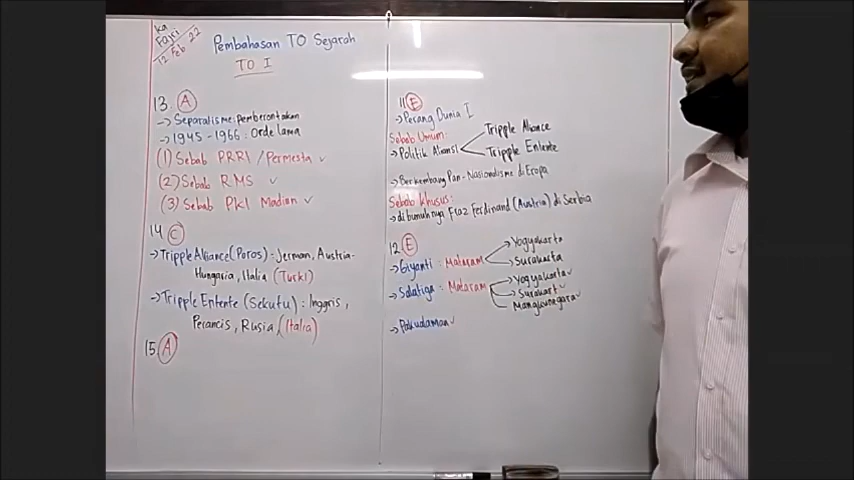 Ka
Fajri
12 Feb 22
Pembahasan TO Sejarah
TO I
13. A
→ Separatisme: pemberontakan
→ 1945 - 1966 : Orde lama
(1) Sebab PRRI / Permesta ✓
(2) Sebab RMS ✓
(3) Sebab PKI Madiun ✓
14 C
→ Tripple Alliance (Poros) - Jerman, Austria-
Hungaria, Italia (Turki)
→ Tripple Entente (Sekutu) : Inggris,
Perancis, Rusia, (Italia)
15. A
11 E
→ Perang Dunia I
Sebab Umum:
→ Politik Aliansi
Tripple Aliance
Tripple Entente
→ Berkembang Pan-Nasionalisme di Eropa
Sebab khusus:
→ dibunuhnya Ferdinand (Austria) di Serbia
12. E
→ Giyanti : Mataram
→ Yogyakarta
→ Surakarta
→ Salatiga : Mataram
→ Yogyakarta ✓
→ Surakart ✓
Mangkunegara ✓
→ Pakualaman ✓